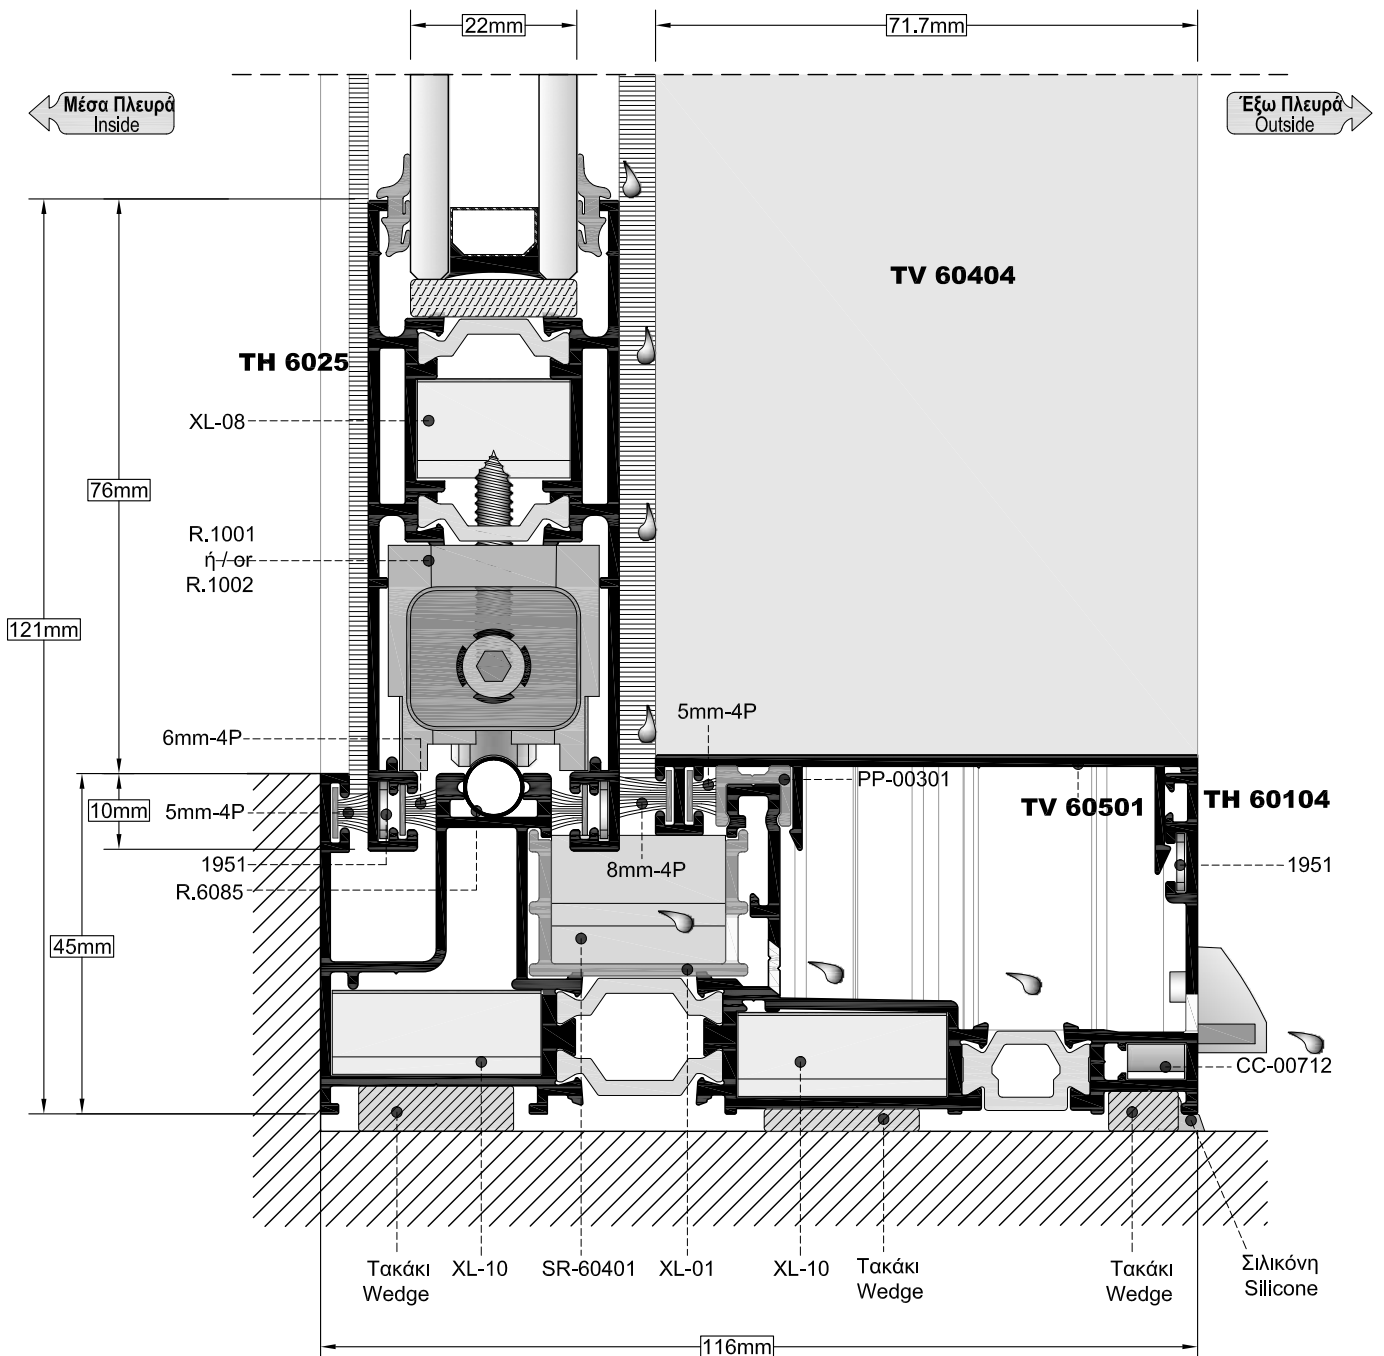 22mm
71.7mm
Μέσα Πλευρά
Inside
Έξω Πλευρά
Outside
TV 60404
TH 6025
XL-08
76mm
R.1001
ή / or
R.1002
121mm
5mm-4P
6mm-4P
PP-00301
TV 60501
TH 60104
10mm
5mm-4P
1951
8mm-4P
1951
R.6085
45mm
CC-00712
Τακάκι
Wedge
XL-10
SR-60401
XL-01
XL-10
Τακάκι
Wedge
Τακάκι
Wedge
Σιλικόνη
Silicone
116mm